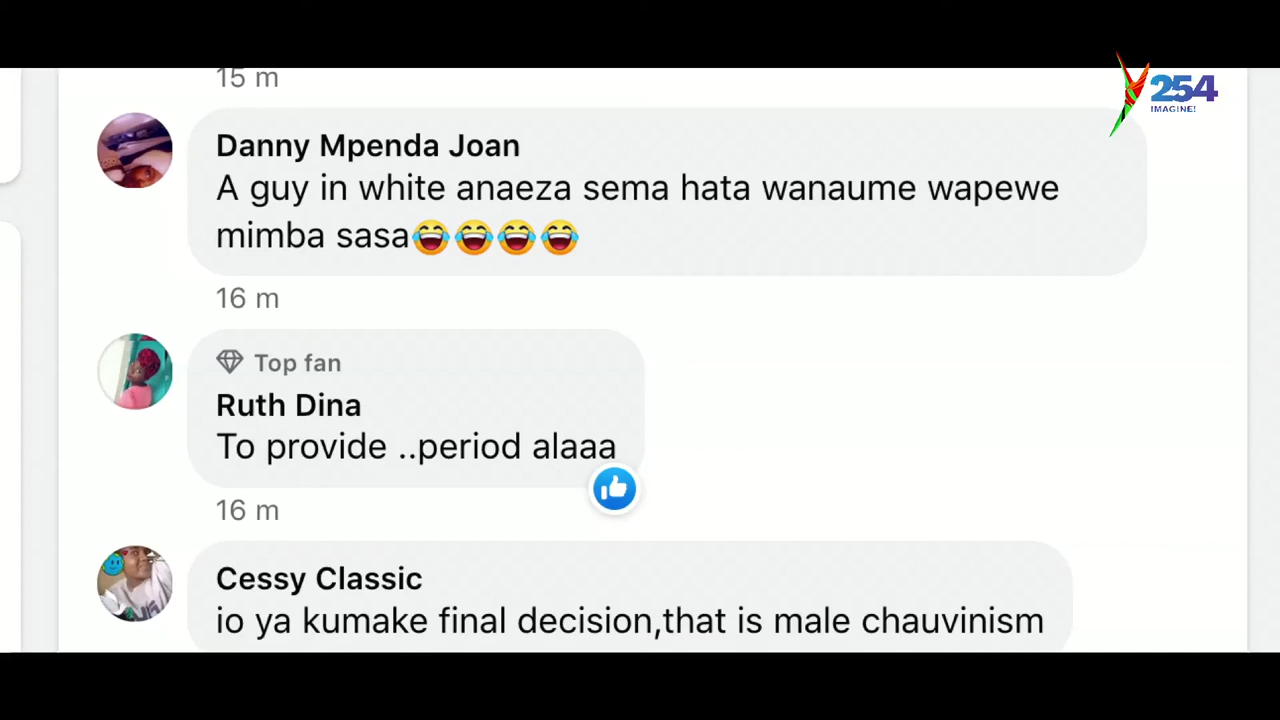 15 m
254
IMAGINE!
Danny Mpenda Joan
A guy in white anaeza sema hata wanaume wapewe
mimba sasa😂😂😂😂
16 m
Top fan
Ruth Dina
To provide ..period alaaa
16 m
Cessy Classic
io ya kumake final decision,that is male chauvinism